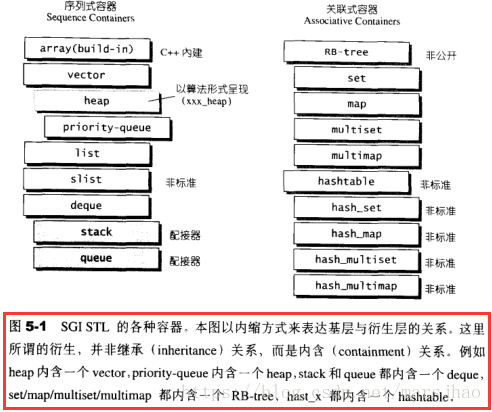 序列式容器
Sequence Containers
array(build-in) C++ 內建
vector
heap 以算法形式呈现
(xxx_heap)
priority-queue
list
slist 非标准
deque
stack 配接器
queue 配接器
关联式容器
Associative Containers
RB-tree 非公开
set
map
multiset
multimap
hashtable 非标准
hash_set 非标准
hash_map 非标准
hash_multiset 非标准
hash_multimap 非标准
图 5-1 SGI STL 的各种容器。本图以内缩方式来表达基层与衍生层的关系。这里
所谓的衍生，并非继承（inheritance）关系，而是内含（containment）关系。例如
heap 内含一个 vector, priority-queue 内含一个 heap, stack 和 queue 都内含一个 deque,
set/map/multiset/multimap 都内含一个 RB-tree、hast_x 都内含一个 hashtable.